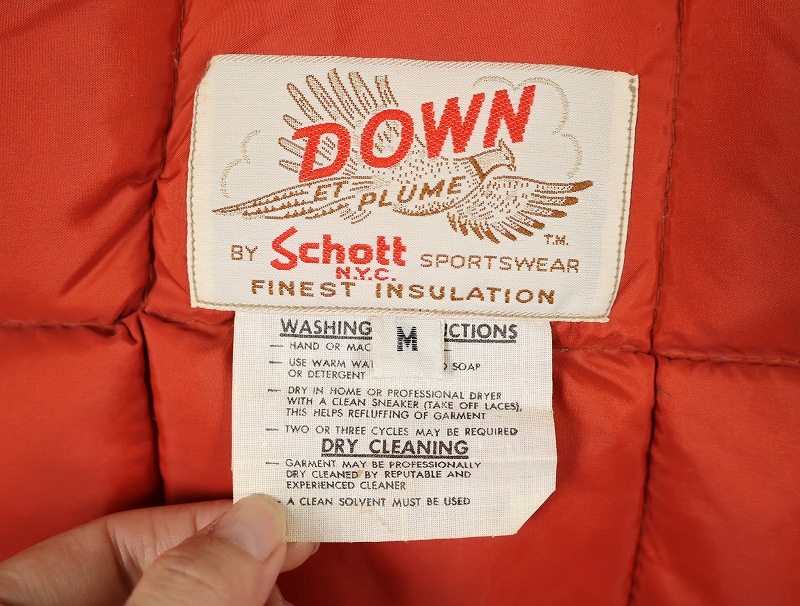 DOWN
ET PLUME
T.M.
BY Schott SPORTSWEAR
N.Y.C.
FINEST INSULATION
WASHING
M
— HAND OR
— USE WARM SOAP
OR DETERGENT
— DRY IN HOME OR PROFESSIONAL DRYER
WITH A CLEAN SNEAKER (TAKE OFF LACES),
THIS HELPS REFLUFFING OF GARMENT
— TWO OR THREE CYCLES MAY BE REQUIRED
DRY CLEANING
— GARMENT MAY BE PROFESSIONALLY
DRY CLEANED BY REPUTABLE AND
EXPERIENCED CLEANER
— A CLEAN SOLVENT MUST BE USED